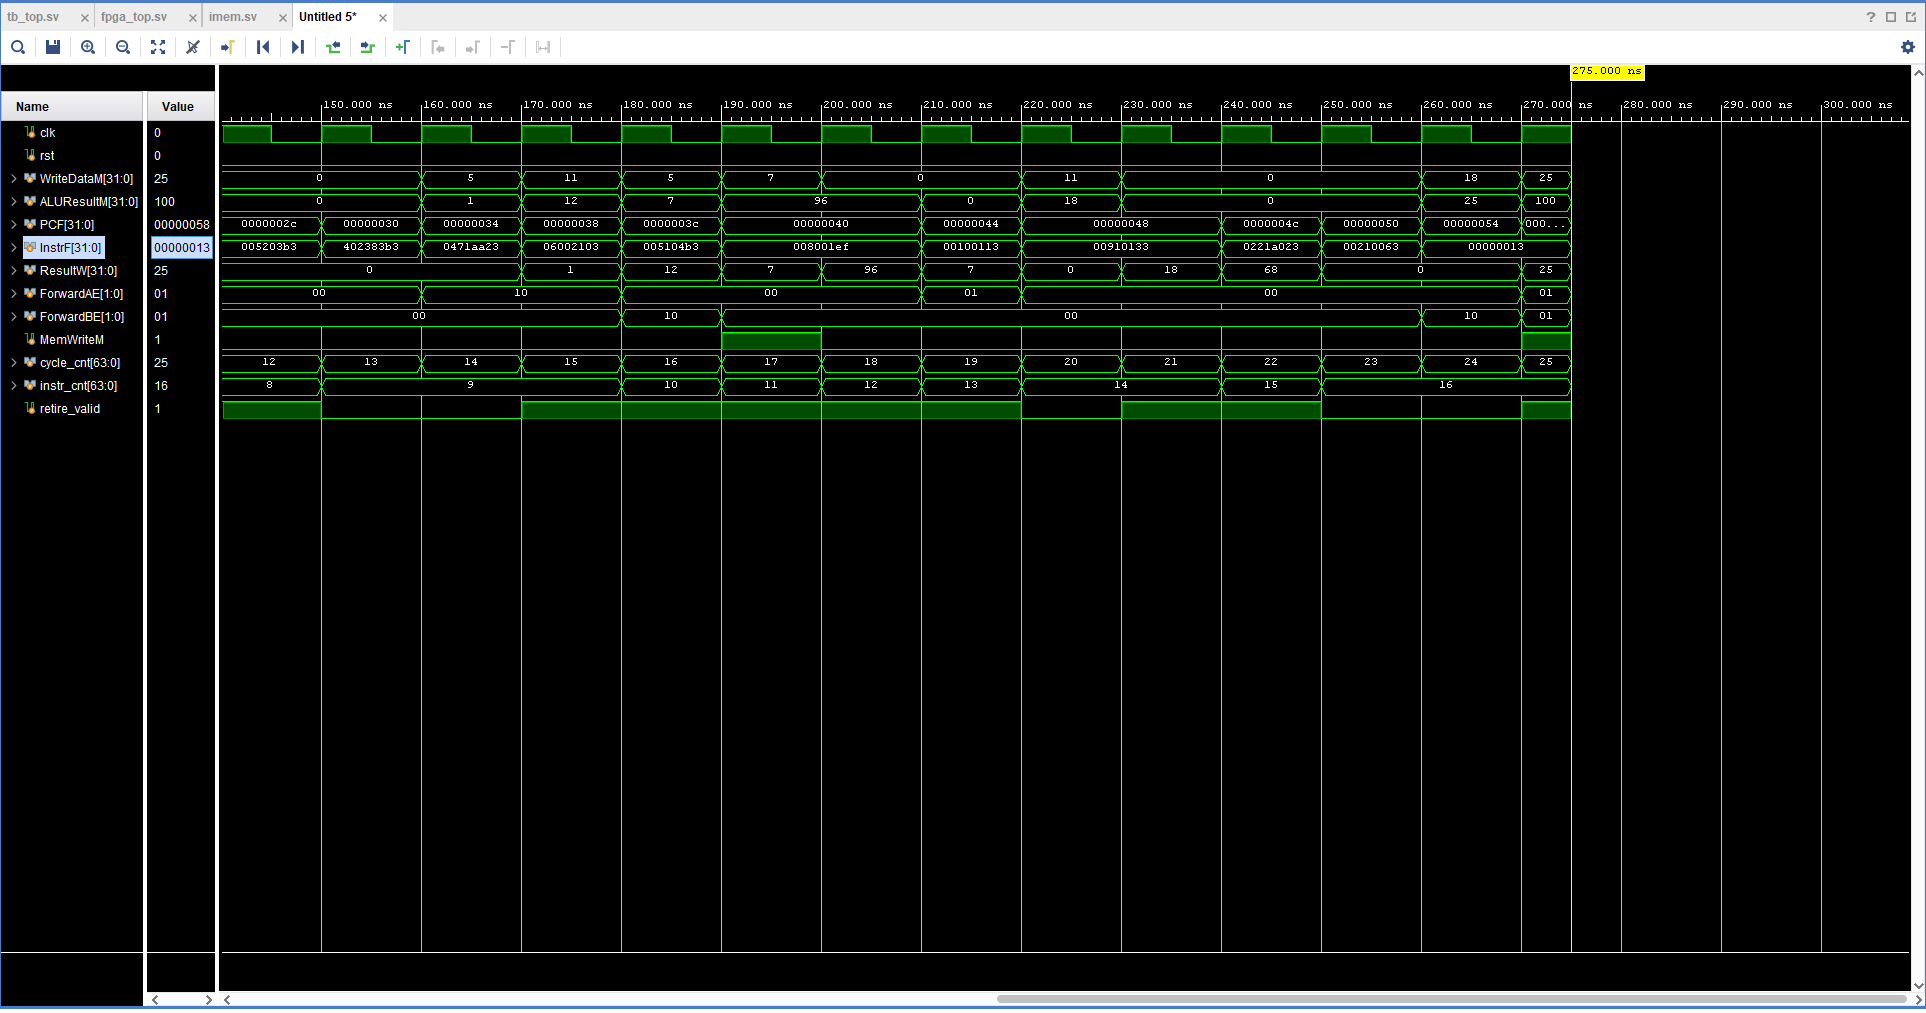 tb_top.sv fpga_top.sv imem.sv Untitled 5*
275.000 ns
Name Value 150.000 ns 160.000 ns 170.000 ns 180.000 ns 190.000 ns 200.000 ns 210.000 ns 220.000 ns 230.000 ns 240.000 ns 250.000 ns 260.000 ns 270.000 ns 280.000 ns 290.000 ns 300.000 ns
clk 0
rst 0
WriteDataM[31:0] 25 0 5 11 5 7 0 11 0 18 25
ALUResultM[31:0] 100 0 1 12 7 96 0 18 0 25 100
PCF[31:0] 00000058 0000002c 00000030 00000034 00000038 0000003c 00000040 00000044 00000048 0000004c 00000050 00000054 000...
InstrF[31:0] 00000013 005203b3 402383b3 0471aa23 06002103 005104b3 008001ef 00100113 00910133 0221a023 00210063 00000013
ResultW[31:0] 25 0 1 12 7 96 7 0 18 68 0 25
ForwardAE[1:0] 01 00 10 00 01 00 01
ForwardBE[1:0] 01 00 10 00 10 01
MemWriteM 1
cycle_cnt[63:0] 25 12 13 14 15 16 17 18 19 20 21 22 23 24 25
instr_cnt[63:0] 16 8 9 10 11 12 13 14 15 16
retire_valid 1